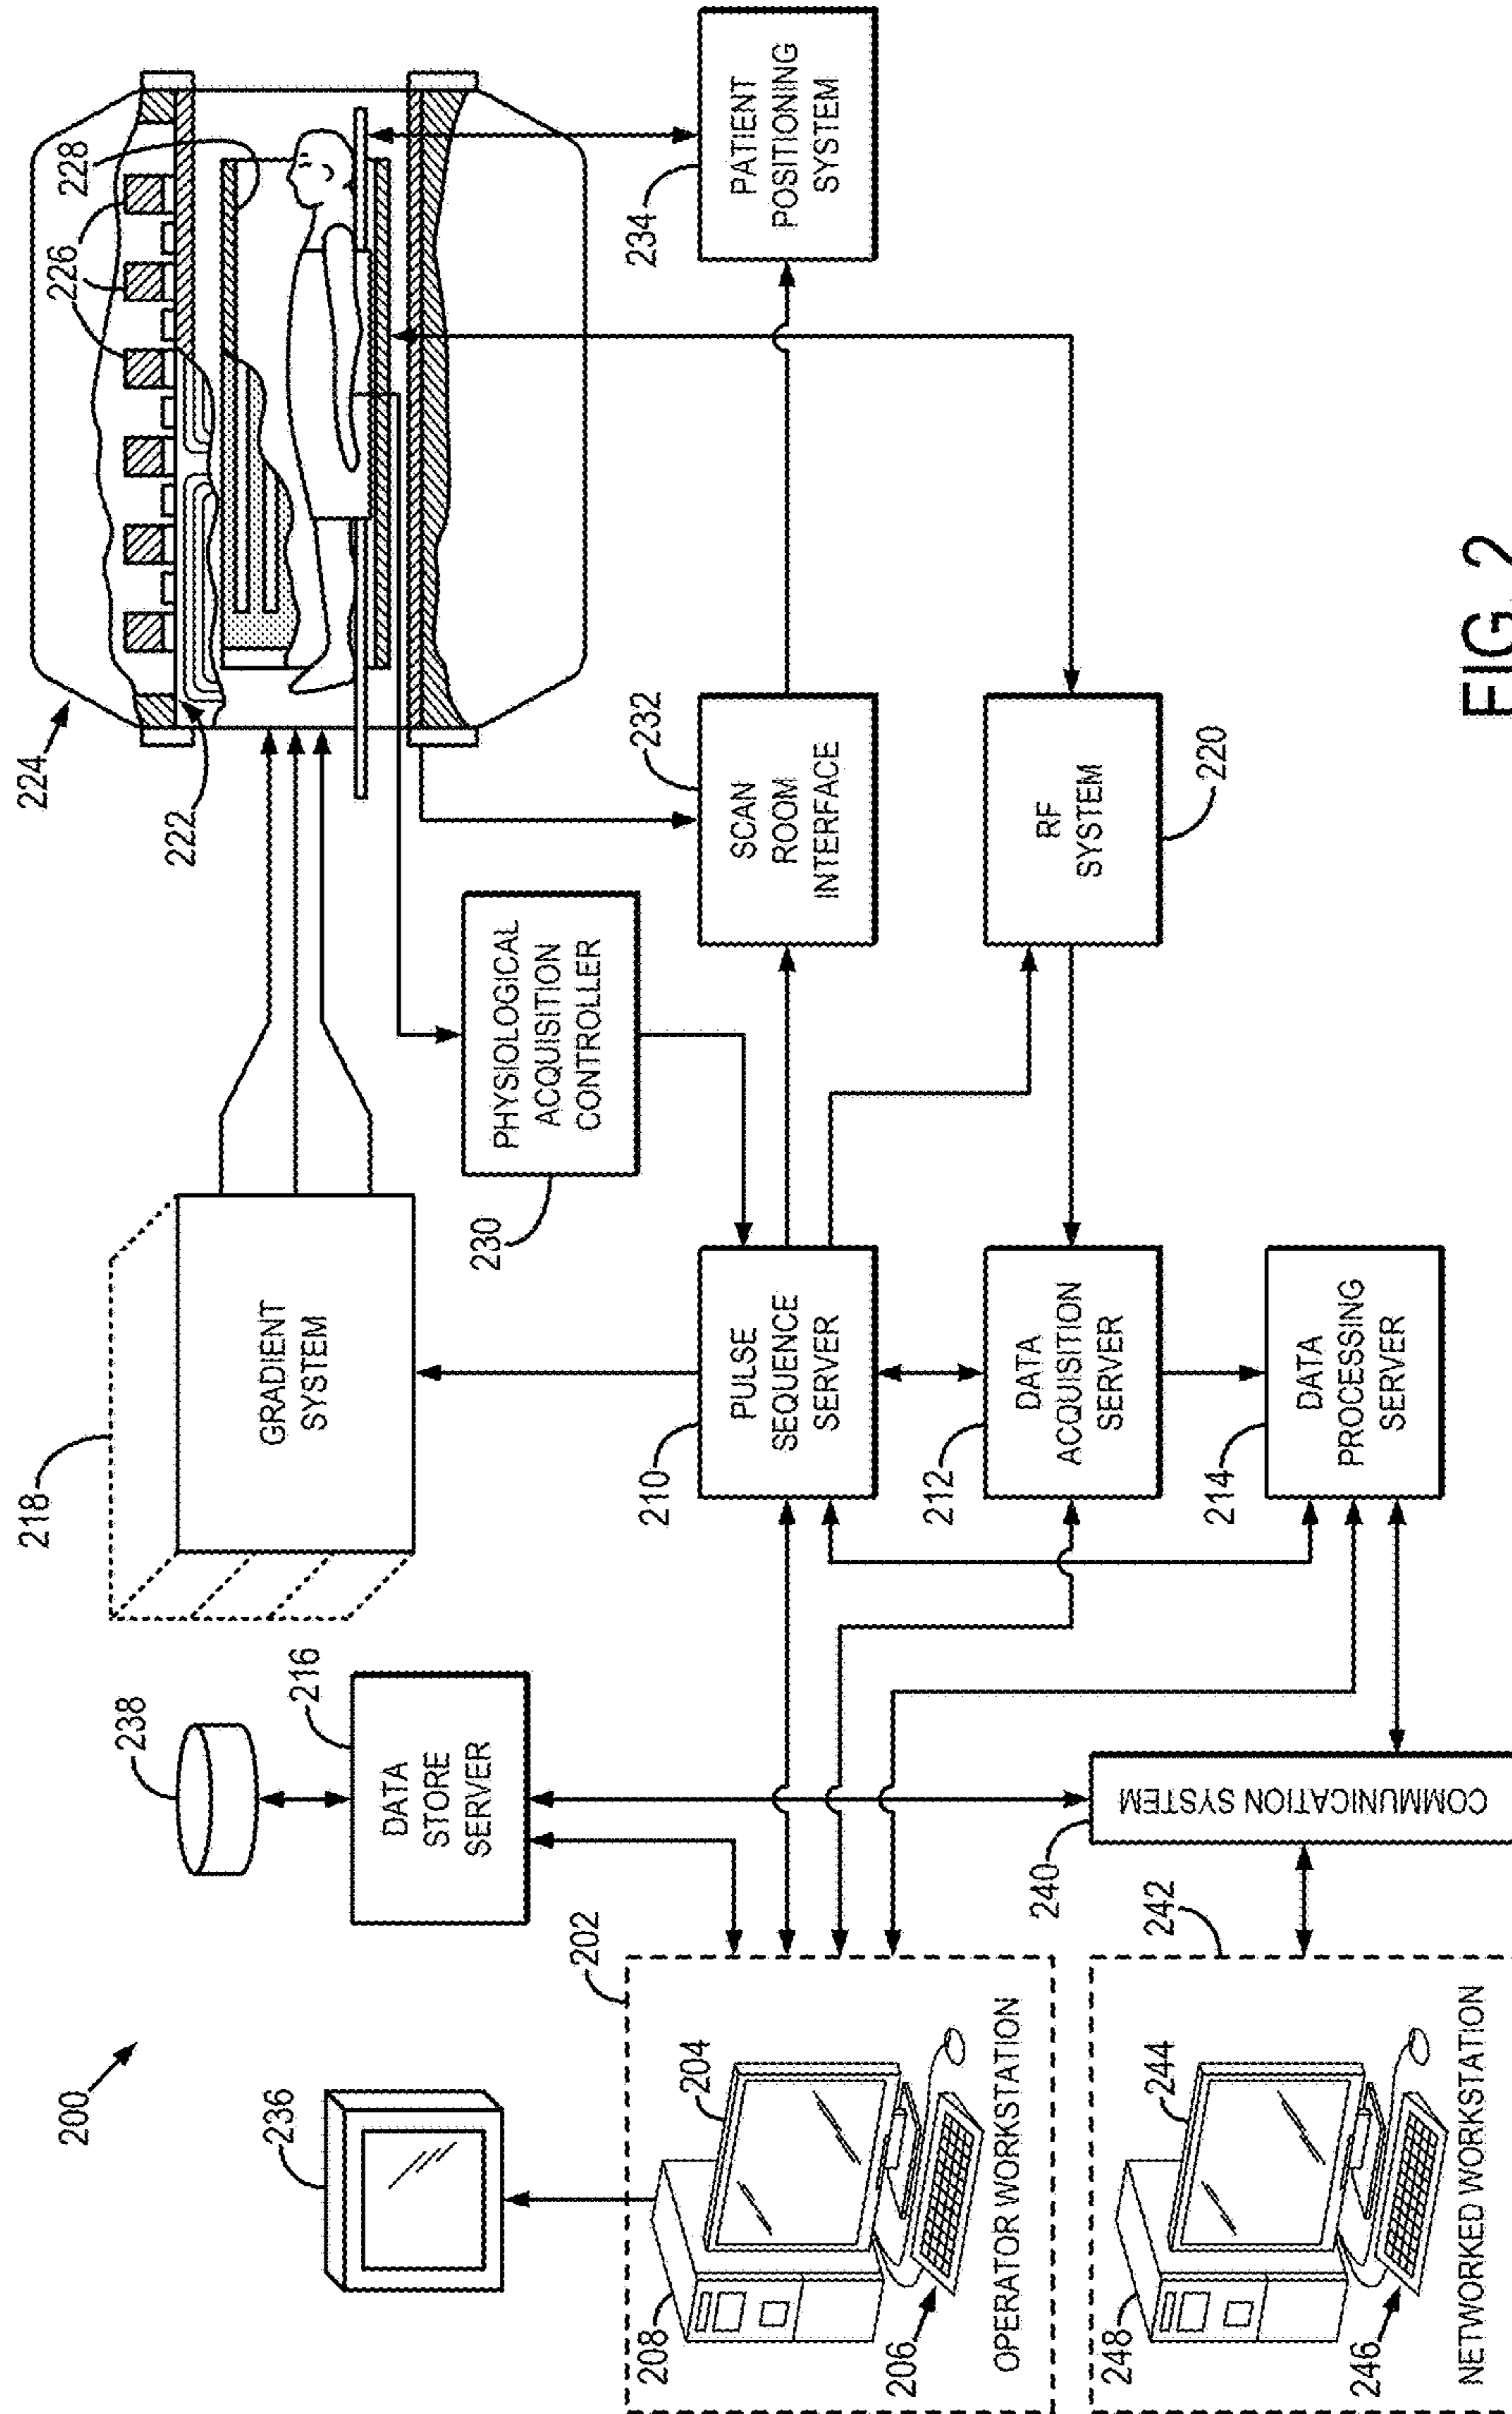 200
236
238
216
DATA
STORE
SERVER
218
GRADIENT
SYSTEM
224
222
226
228
230
PHYSIOLOGICAL
ACQUISITION
CONTROLLER
202
208
204
206
OPERATOR WORKSTATION
210
PULSE
SEQUENCE
SERVER
232
SCAN
ROOM
INTERFACE
234
PATIENT
POSITIONING
SYSTEM
212
DATA
ACQUISITION
SERVER
RF
SYSTEM
220
214
DATA
PROCESSING
SERVER
240
COMMUNICATION SYSTEM
242
248
244
246
NETWORKED WORKSTATION
FIG. 2